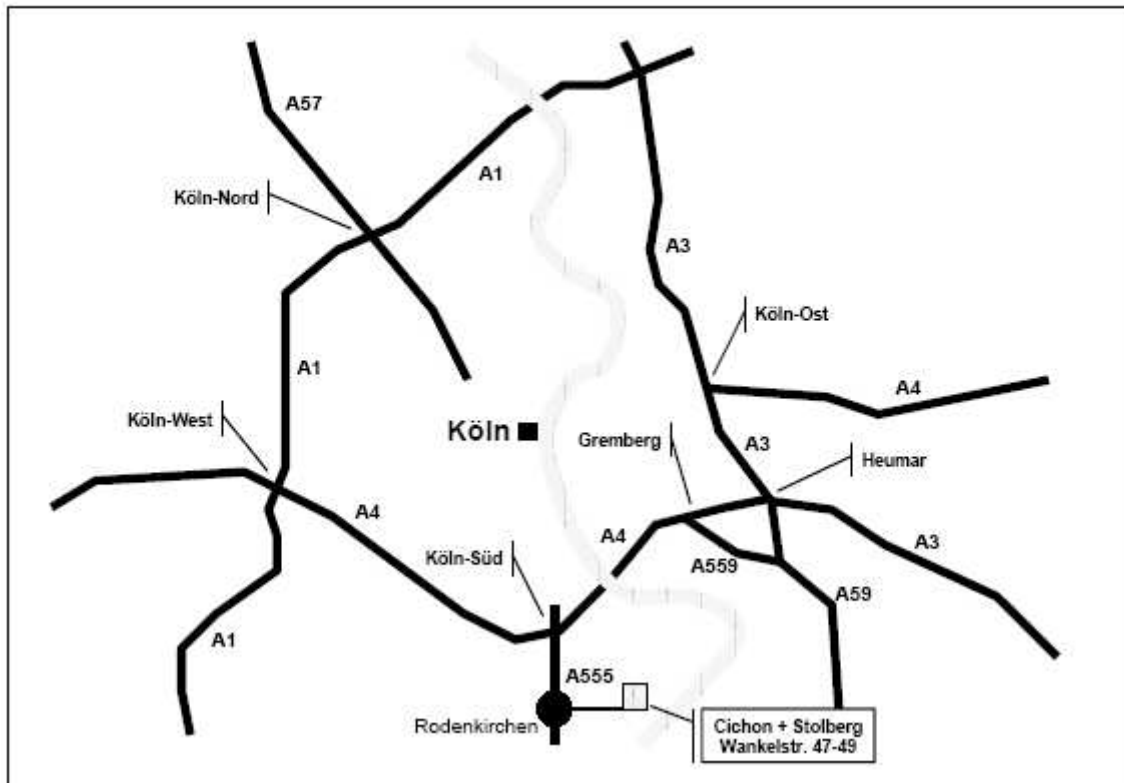 A57
A1
Köln-Nord
A3
Köln-Ost
A1
A4
Köln-West
Köln
Gremberg
A3
Heumar
A4
A4
Köln-Süd
A559
A3
A59
A1
A555
Rodenkirchen
Cichon + Stolberg
Wankelstr. 47-49